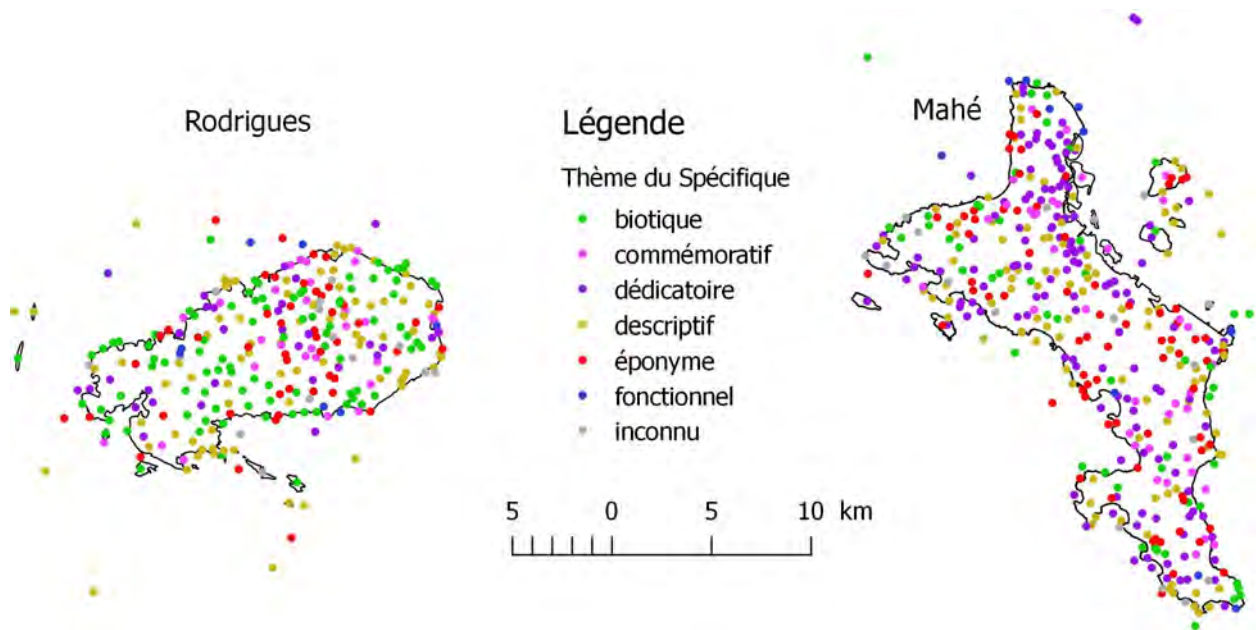 Rodrigues
Légende
Mahé
Thème du Spécifique
biotique
commémoratif
dédicatoire
descriptif
éponyme
fonctionnel
inconnu
5 0 5 10 km